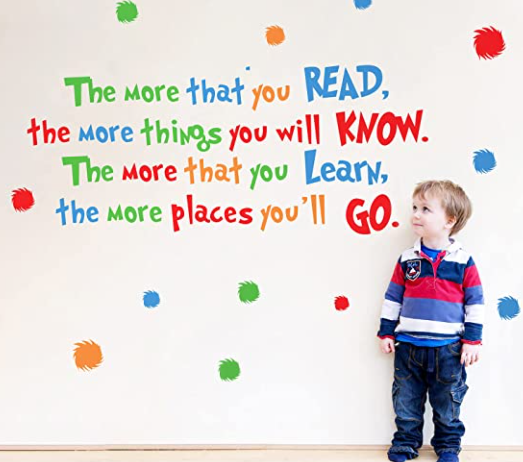 The more that you READ,
the more things you will KNOW.
The more that you Learn,
the more places you'll GO.